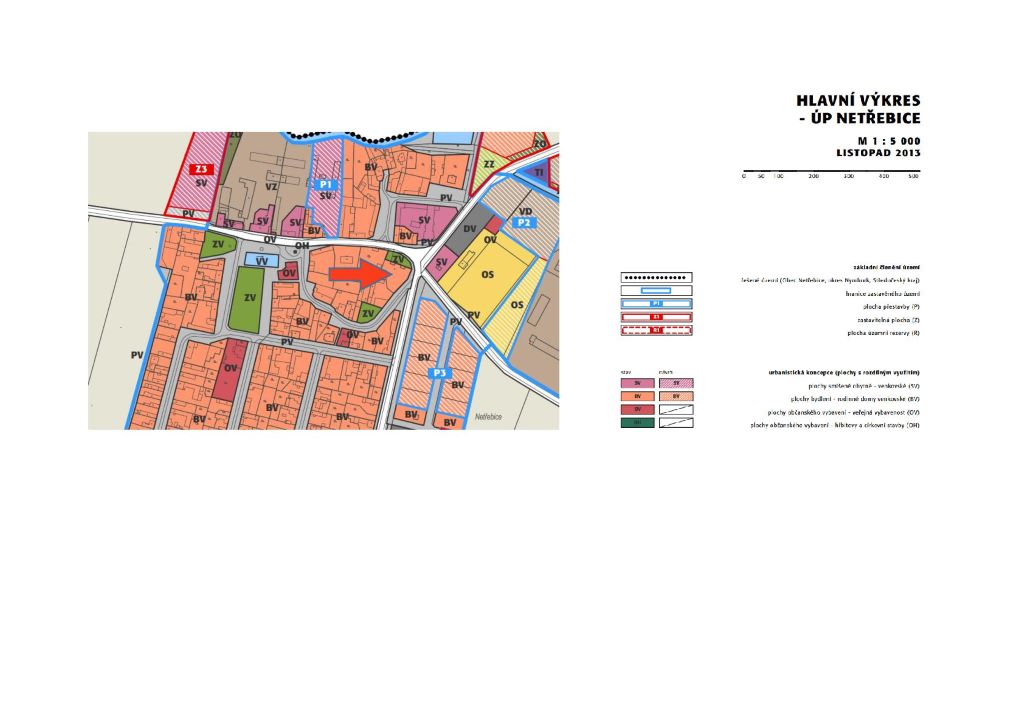 HLAVNÍ VÝKRES
- ÚP NETŘEBICE
M 1 : 5 000
LISTOPAD 2013
0 50 100 200 300 400 500
ZU
ZO
BV
ZZ
Z3
TI
VZ
P1
SV
SV
PV
PV
VD
SV
SV
SV
SV
P2
BV
DV
OV
OV
BV
PV
ZV
OH
VV
ZV
SV
OV
OS
ZV
OS
BV
BV
ZV
PV
PV
OV
BV
PV
PV
BV
OV
P3
BV
BV
BV
BV
BV
BV
BV
Netřebice
základní členění území
řešené území (Obec Netřebice, okres Nymburk, Středočeský kraj)
hranice zastavěného území
P1 plocha přestavby (P)
Z1 zastavitelná plocha (Z)
plocha územní rezervy (R)
stav urbanistická koncepce (plochy s rozdílným využitím)
SV SV plochy smíšené obytné - venkovské (SV)
BV BV plochy bydlení - rodinné domy venkovské (BV)
OV plochy občanského vybavení - veřejná vybavenost (OV)
OH plochy občanského vybavení - hřbitovy a církevní stavby (OH)